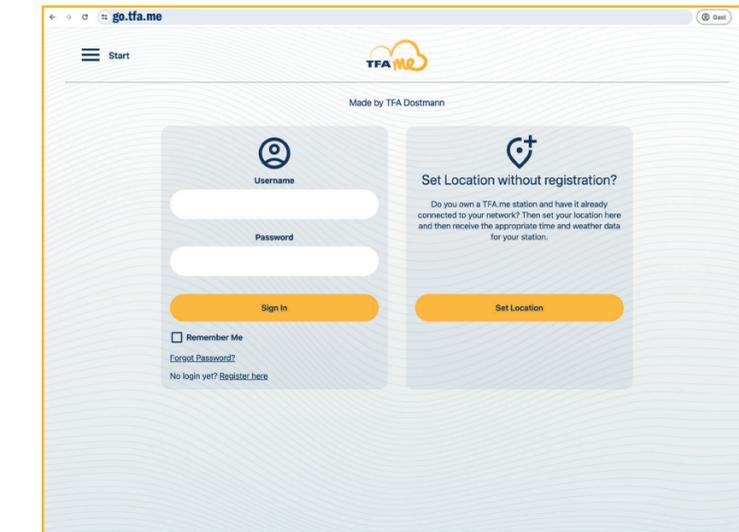 go.tfa.me
Gast
Start
TFA me
Made by TFA Dostmann
Username
Password
Sign In
Remember Me
Forgot Password?
No login yet? Register here
Set Location without registration?
Do you own a TFA.me station and have it already
connected to your network? Then set your location here
and then receive the appropriate time and weather data
for your station.
Set Location